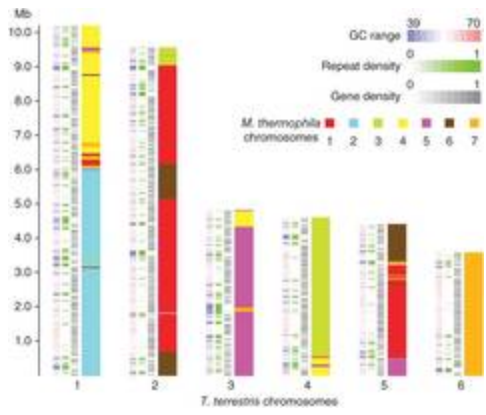 Mb
39 70
GC range
0 1
Repeat density
0 1
Gene density
M. thermophila
chromosomes
1 2 3 4 5 6 7
10.0
9.0
8.0
7.0
6.0
5.0
4.0
3.0
2.0
1.0
1 2 3 4 5 6
T. terrestris chromosomes